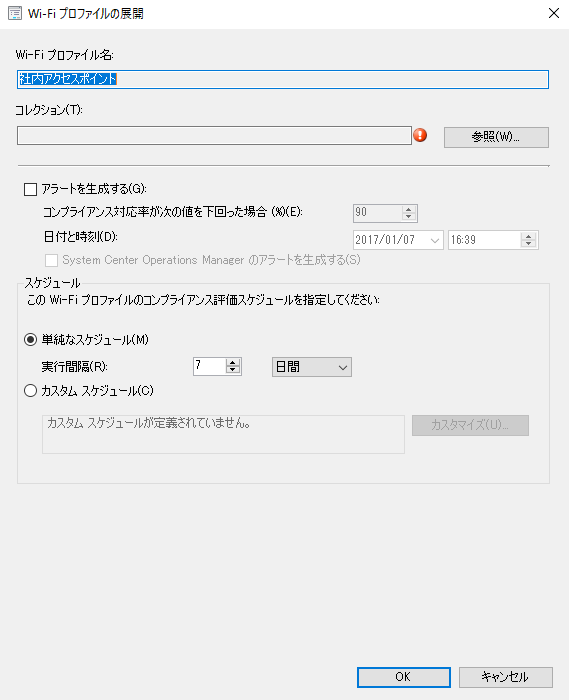 Wi-Fi プロファイルの展開
Wi-Fi プロファイル名:
社内アクセスポイント
コレクション(T):
参照(W)...
アラートを生成する(G):
コンプライアンス対応率が次の値を下回った場合 (%)(E):
90
日付と時刻(D):
2017/01/07
16:39
System Center Operations Manager のアラートを生成する(S)
スケジュール
この Wi-Fi プロファイルのコンプライアンス評価スケジュールを指定してください:
単純なスケジュール(M)
実行間隔(R):
7
日間
カスタム スケジュール(C)
カスタム スケジュールが定義されていません。
カスタマイズ(U)...
OK
キャンセル